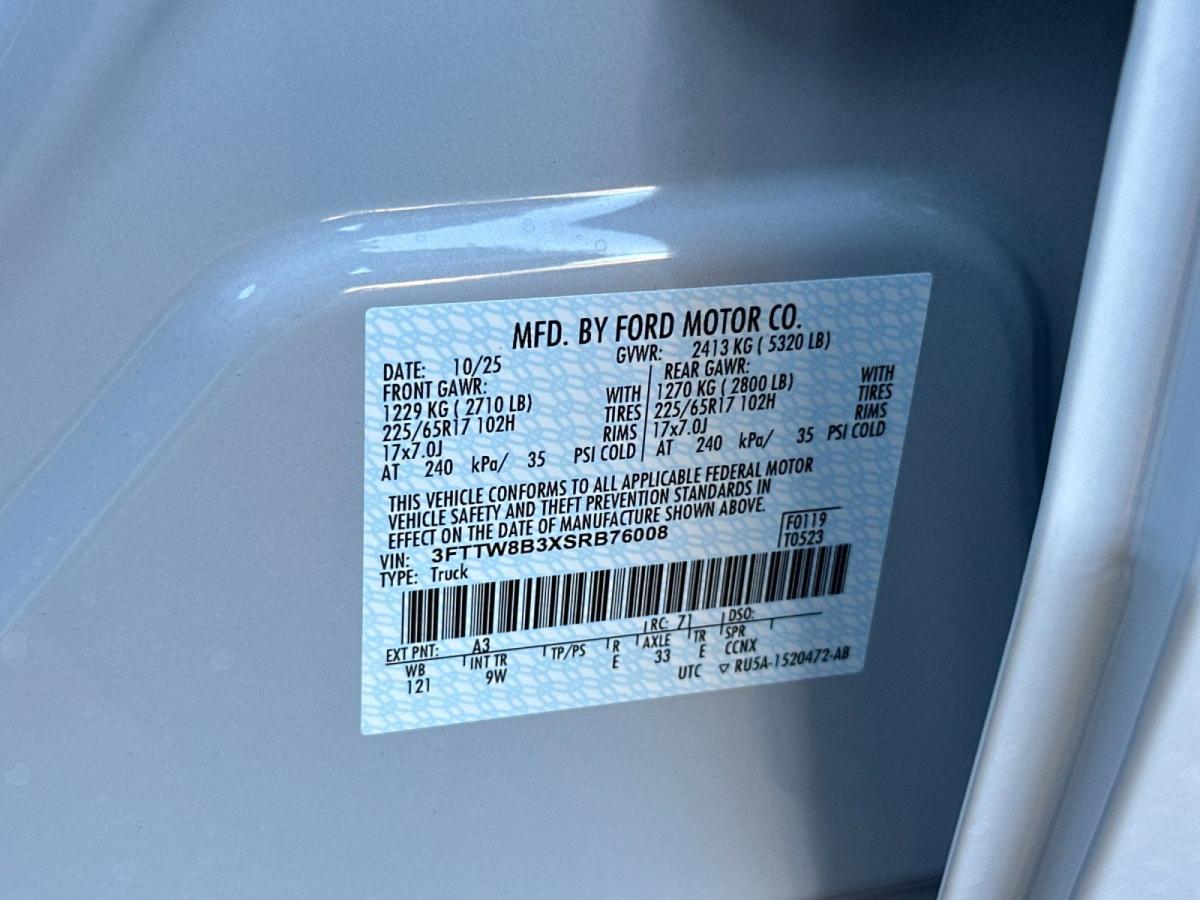 MFD. BY FORD MOTOR CO.
DATE: 10/25 GVWR: 2413 KG ( 5320 LB)
FRONT GAWR: REAR GAWR:
1229 KG ( 2710 LB) WITH 1270 KG ( 2800 LB) WITH
225/65R17 102H TIRES 225/65R17 102H TIRES
17x7.0J RIMS 17x7.0J RIMS
AT 240 kPa/ 35 PSI COLD AT 240 kPa/ 35 PSI COLD
THIS VEHICLE CONFORMS TO ALL APPLICABLE FEDERAL MOTOR
VEHICLE SAFETY AND THEFT PREVENTION STANDARDS IN
EFFECT ON THE DATE OF MANUFACTURE SHOWN ABOVE.
VIN: 3FTTW8B3XSRB76008 F0119
TYPE: Truck T0523
EXT PNT: A3 RC: 71 DSO:
WB INT TR TP/PS R AXLE TR SPR
121 9W E 33 E CCNX
UTC ▽ RU5A-1520472-AB